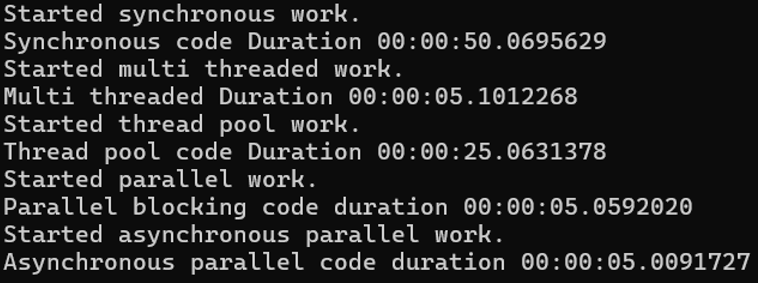 Started synchronous work.
Synchronous code Duration 00:00:50.0695629
Started multi threaded work.
Multi threaded Duration 00:00:05.1012268
Started thread pool work.
Thread pool code Duration 00:00:25.0631378
Started parallel work.
Parallel blocking code duration 00:00:05.0592020
Started asynchronous parallel work.
Asynchronous parallel code duration 00:00:05.0091727